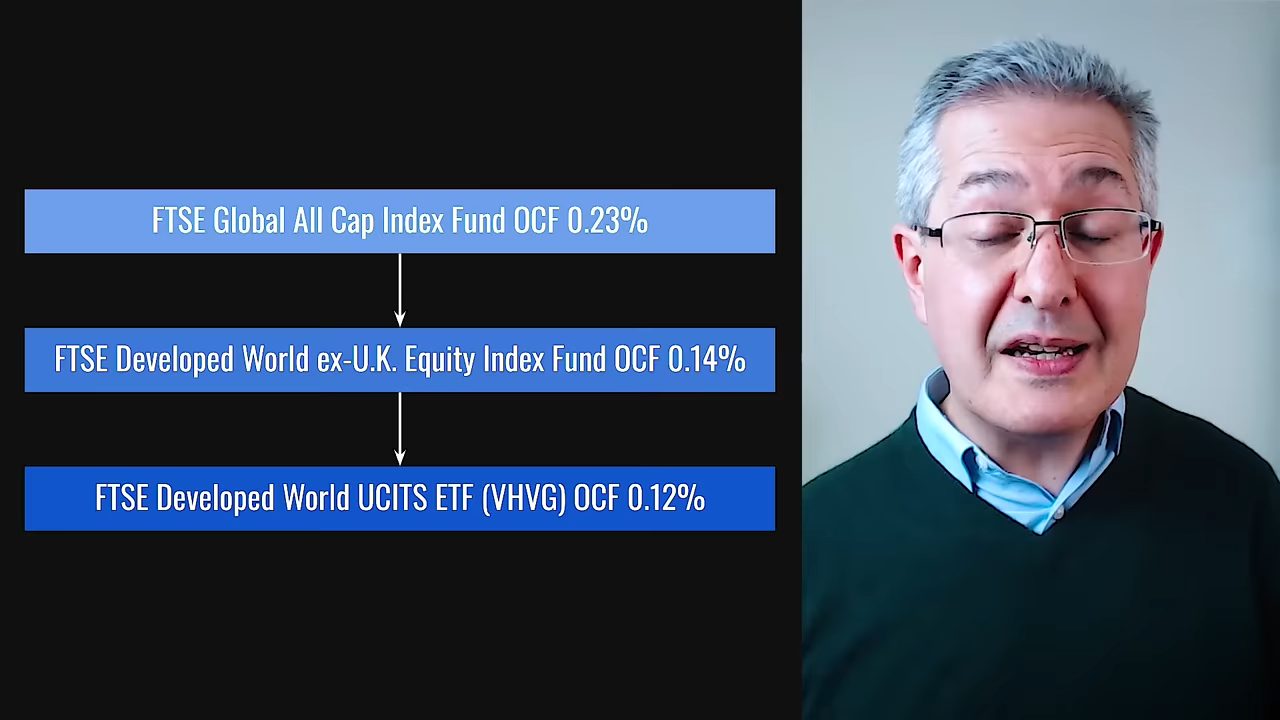 FTSE Global All Cap Index Fund OCF 0.23%
FTSE Developed World ex-U.K. Equity Index Fund OCF 0.14%
FTSE Developed World UCITS ETF (VHVG) OCF 0.12%